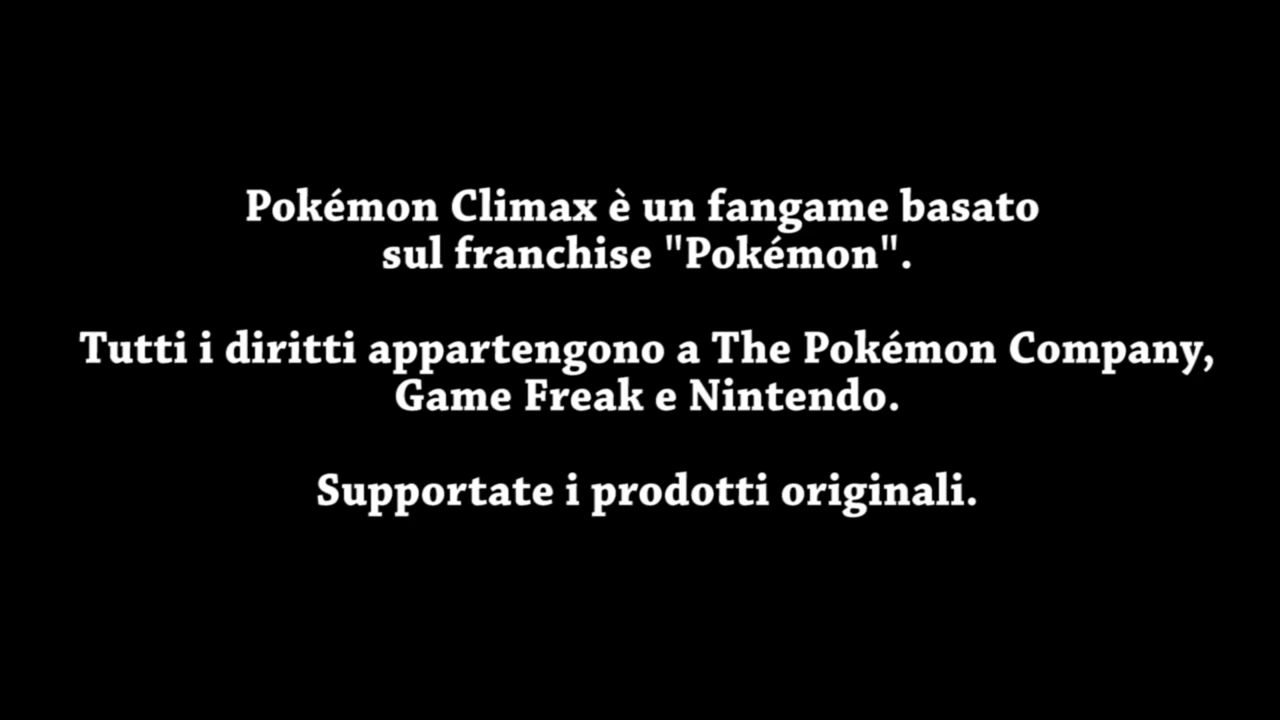 Pokémon Climax è un fangame basato
sul franchise "Pokémon".
Tutti i diritti appartengono a The Pokémon Company,
Game Freak e Nintendo.
Supportate i prodotti originali.